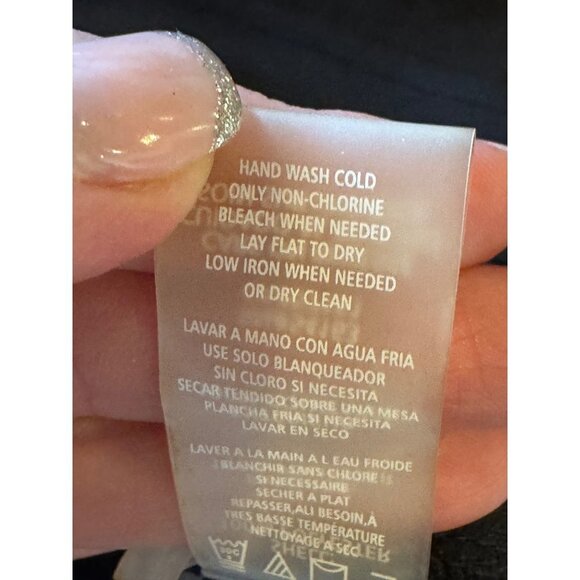 HAND WASH COLD
ONLY NON-CHLORINE
BLEACH WHEN NEEDED
LAY FLAT TO DRY
LOW IRON WHEN NEEDED
OR DRY CLEAN
LAVAR A MANO CON AGUA FRIA
USE SOLO BLANQUEADOR
SIN CLORO SI NECESITA
SECAR TENDIDO SOBRE UNA MESA
PLANCHA FRIA SI NECESITA
LAVAR EN SECO
LAVER A LA MAIN A L EAU FROIDE
BLANCHIR SANS CHLORE
SI NECESSAIRE
SECHER A PLAT
REPASSER,ALI BESOIN,À
TRES BASSE TEMPÉRATURE
NETTOYAGE A SEC